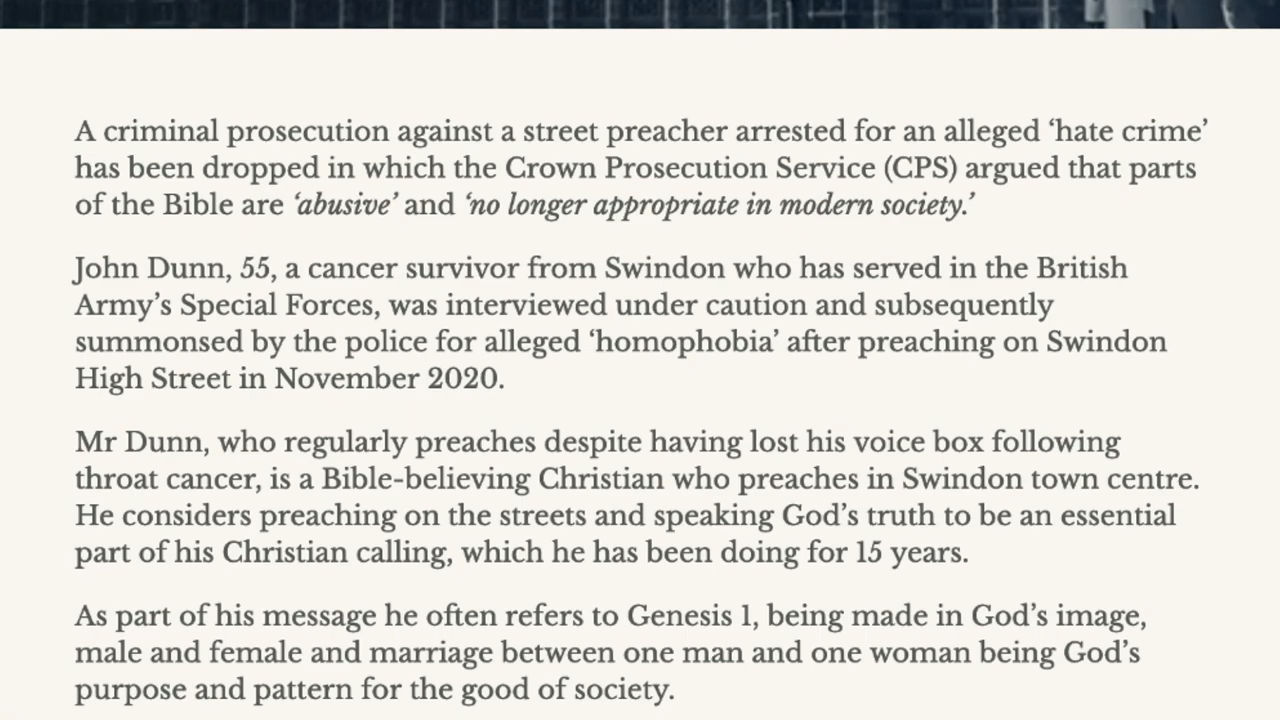 A criminal prosecution against a street preacher arrested for an alleged ‘hate crime’
has been dropped in which the Crown Prosecution Service (CPS) argued that parts
of the Bible are ‘abusive’ and ‘no longer appropriate in modern society.’
John Dunn, 55, a cancer survivor from Swindon who has served in the British
Army’s Special Forces, was interviewed under caution and subsequently
summonsed by the police for alleged ‘homophobia’ after preaching on Swindon
High Street in November 2020.
Mr Dunn, who regularly preaches despite having lost his voice box following
throat cancer, is a Bible-believing Christian who preaches in Swindon town centre.
He considers preaching on the streets and speaking God’s truth to be an essential
part of his Christian calling, which he has been doing for 15 years.
As part of his message he often refers to Genesis 1, being made in God’s image,
male and female and marriage between one man and one woman being God’s
purpose and pattern for the good of society.